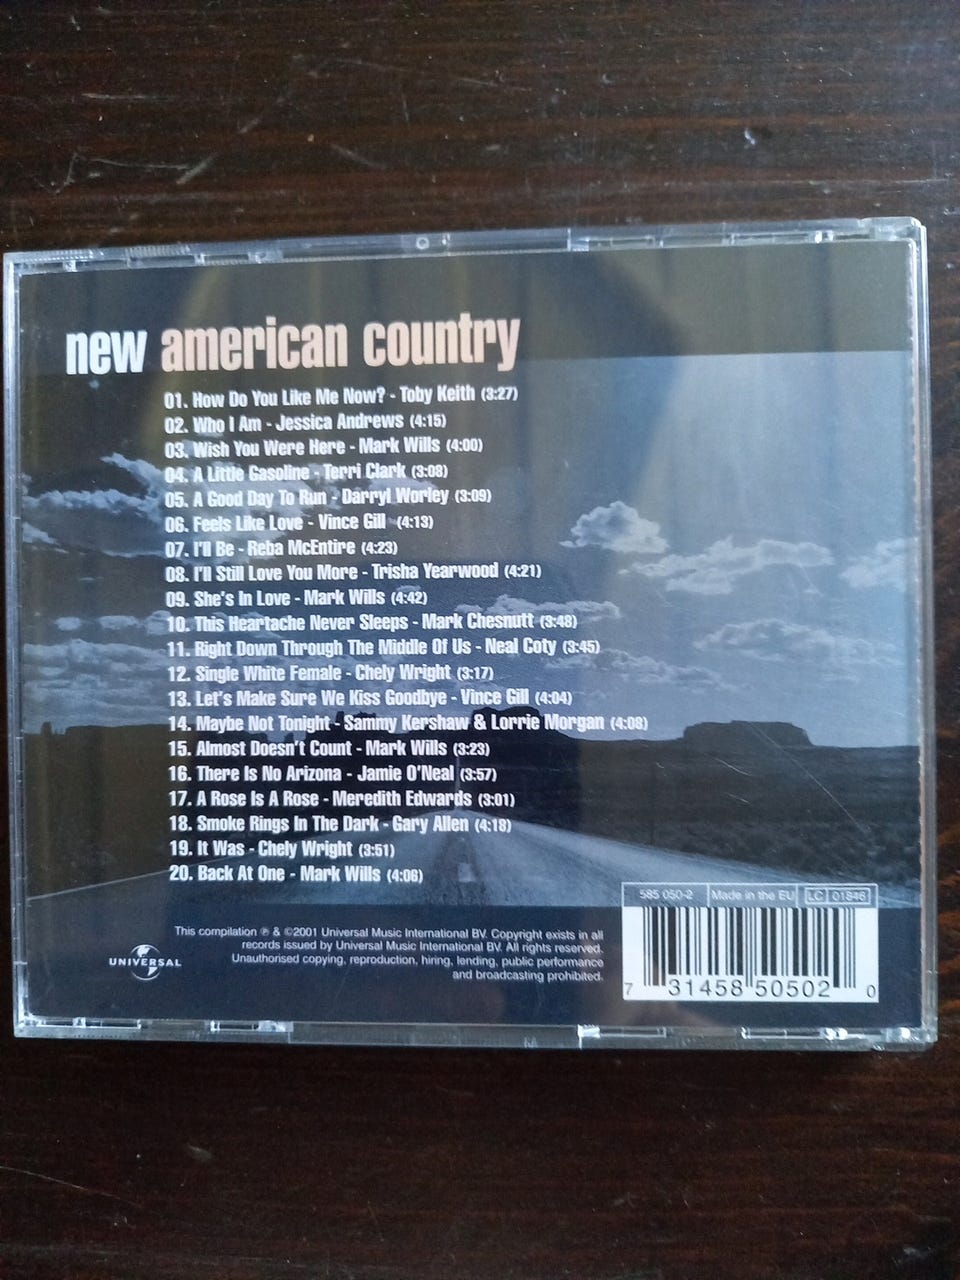 new american country
01. How Do You Like Me Now? - Toby Keith (3:27)
02. Who I Am - Jessica Andrews (4:15)
03. Wish You Were Here - Mark Wills (4:00)
04. A Little Gasoline - Terri Clark (3:08)
05. A Good Day To Run - Darryl Worley (3:09)
06. Feels Like Love - Vince Gill (4:13)
07. I'll Be - Reba McEntire (4:23)
08. I'll Still Love You More - Trisha Yearwood (4:21)
09. She's In Love - Mark Wills (4:42)
10. This Heartache Never Sleeps - Mark Chesnutt (3:48)
11. Right Down Through The Middle Of Us - Neal Coty (3:45)
12. Single White Female - Chely Wright (3:17)
13. Let's Make Sure We Kiss Goodbye - Vince Gill (4:04)
14. Maybe Not Tonight - Sammy Kershaw & Lorrie Morgan (4:08)
15. Almost Doesn't Count - Mark Wills (3:23)
16. There Is No Arizona - Jamie O'Neal (3:57)
17. A Rose Is A Rose - Meredith Edwards (3:01)
18. Smoke Rings In The Dark - Gary Allen (4:18)
19. It Was - Chely Wright (3:51)
20. Back At One - Mark Wills (4:06)
This compilation ℗ & ©2001 Universal Music International BV. Copyright exists in all
records issued by Universal Music International BV. All rights reserved.
Unauthorised copying, reproduction, hiring, lending, public performance
and broadcasting prohibited.
UNIVERSAL
585 050-2 Made in the EU LC 01846
7 31458 50502 0